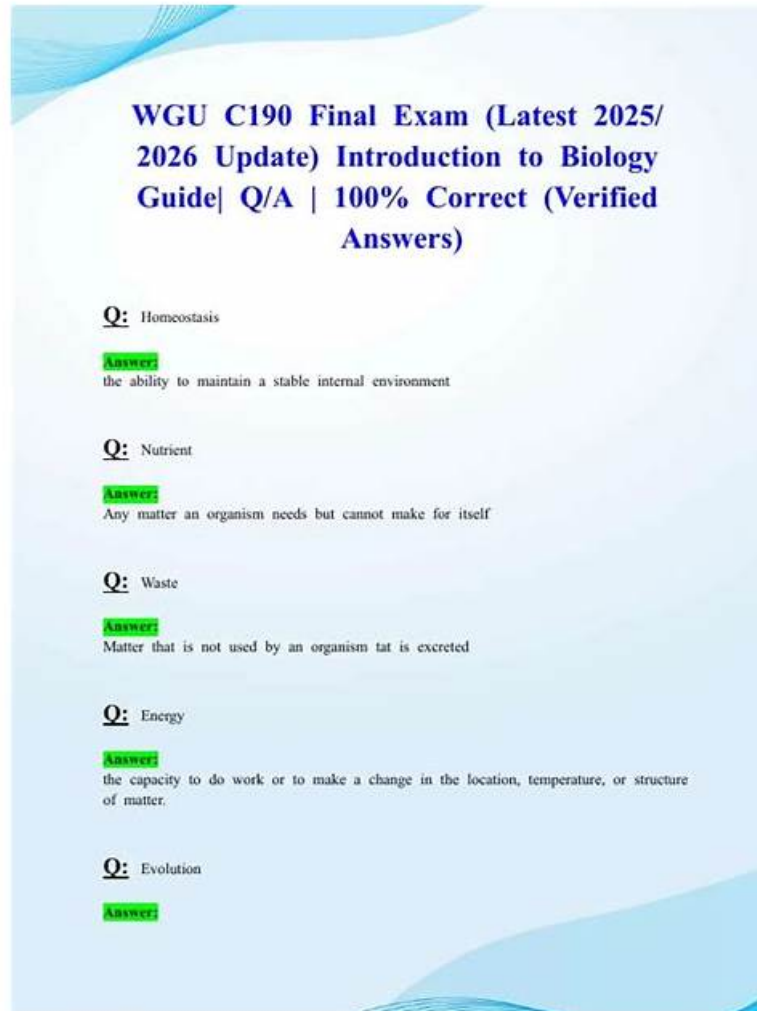 WGU C190 Final Exam (Latest 2025/
2026 Update) Introduction to Biology
Guide| Q/A | 100% Correct (Verified
Answers)
Q: Homeostasis
Answer:
the ability to maintain a stable internal environment
Q: Nutrient
Answer:
Any matter an organism needs but cannot make for itself
Q: Waste
Answer:
Matter that is not used by an organism tat is excreted
Q: Energy
Answer:
the capacity to do work or to make a change in the location, temperature, or structure
of matter.
Q: Evolution
Answer: